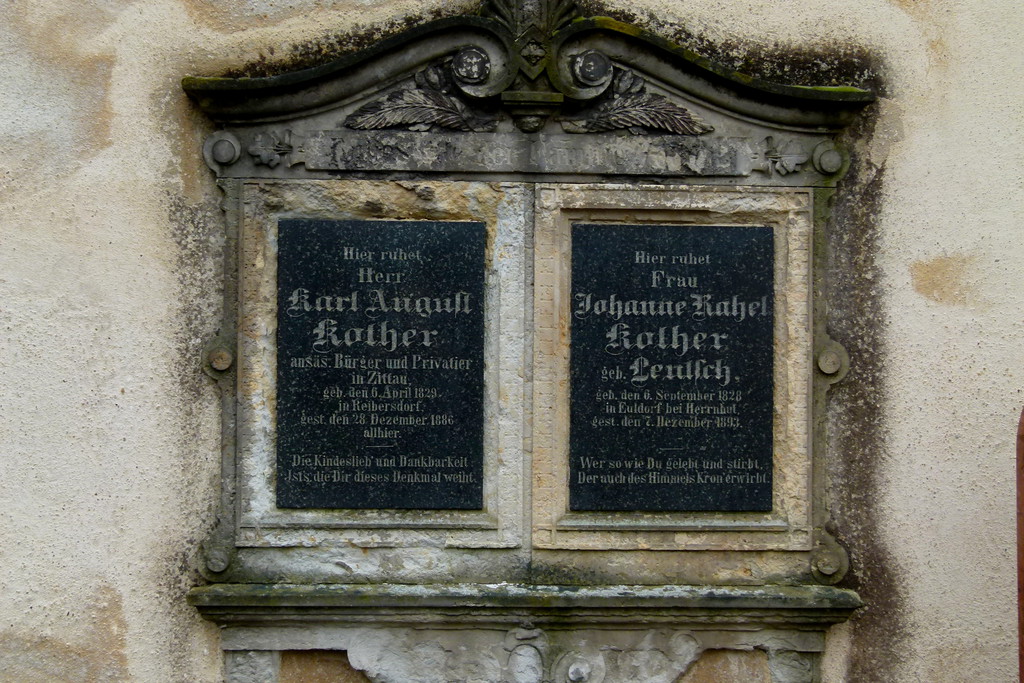 Hier ruhet
Herr
Karl August
Kother
ansäs. Bürger und Privatier
in Zittau,
geb. den 6. April 1829.
in Reibersdorf,
gest. den 28. Dezember 1886
allhier.
Die Kindeslieb' und Dankbarkeit
Ists, die Dir dieses Denkmal weiht.
Hier ruhet
Frau
Johanne Rahel
Kother
geb. Leutsch,
geb. den 6. September 1828
in Euldorf bei Herrnhut,
gest. den 7. Dezember 1893.
Wer so wie Du gelebt und stirbt,
Der auch des Himmels Kron' erwirbt.